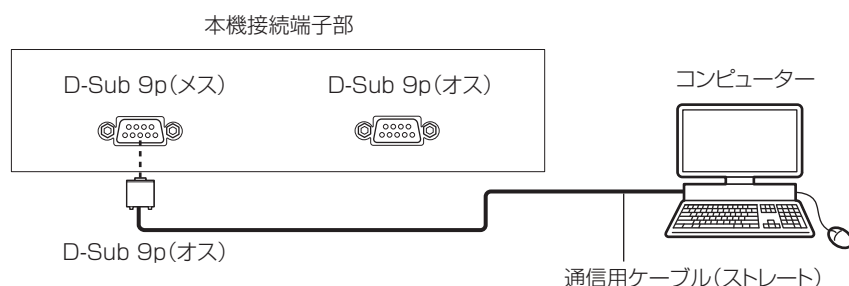 本機接続端子部
D-Sub 9p(メス)
D-Sub 9p(オス)
コンピューター
D-Sub 9p(オス)
通信用ケーブル(ストレート)